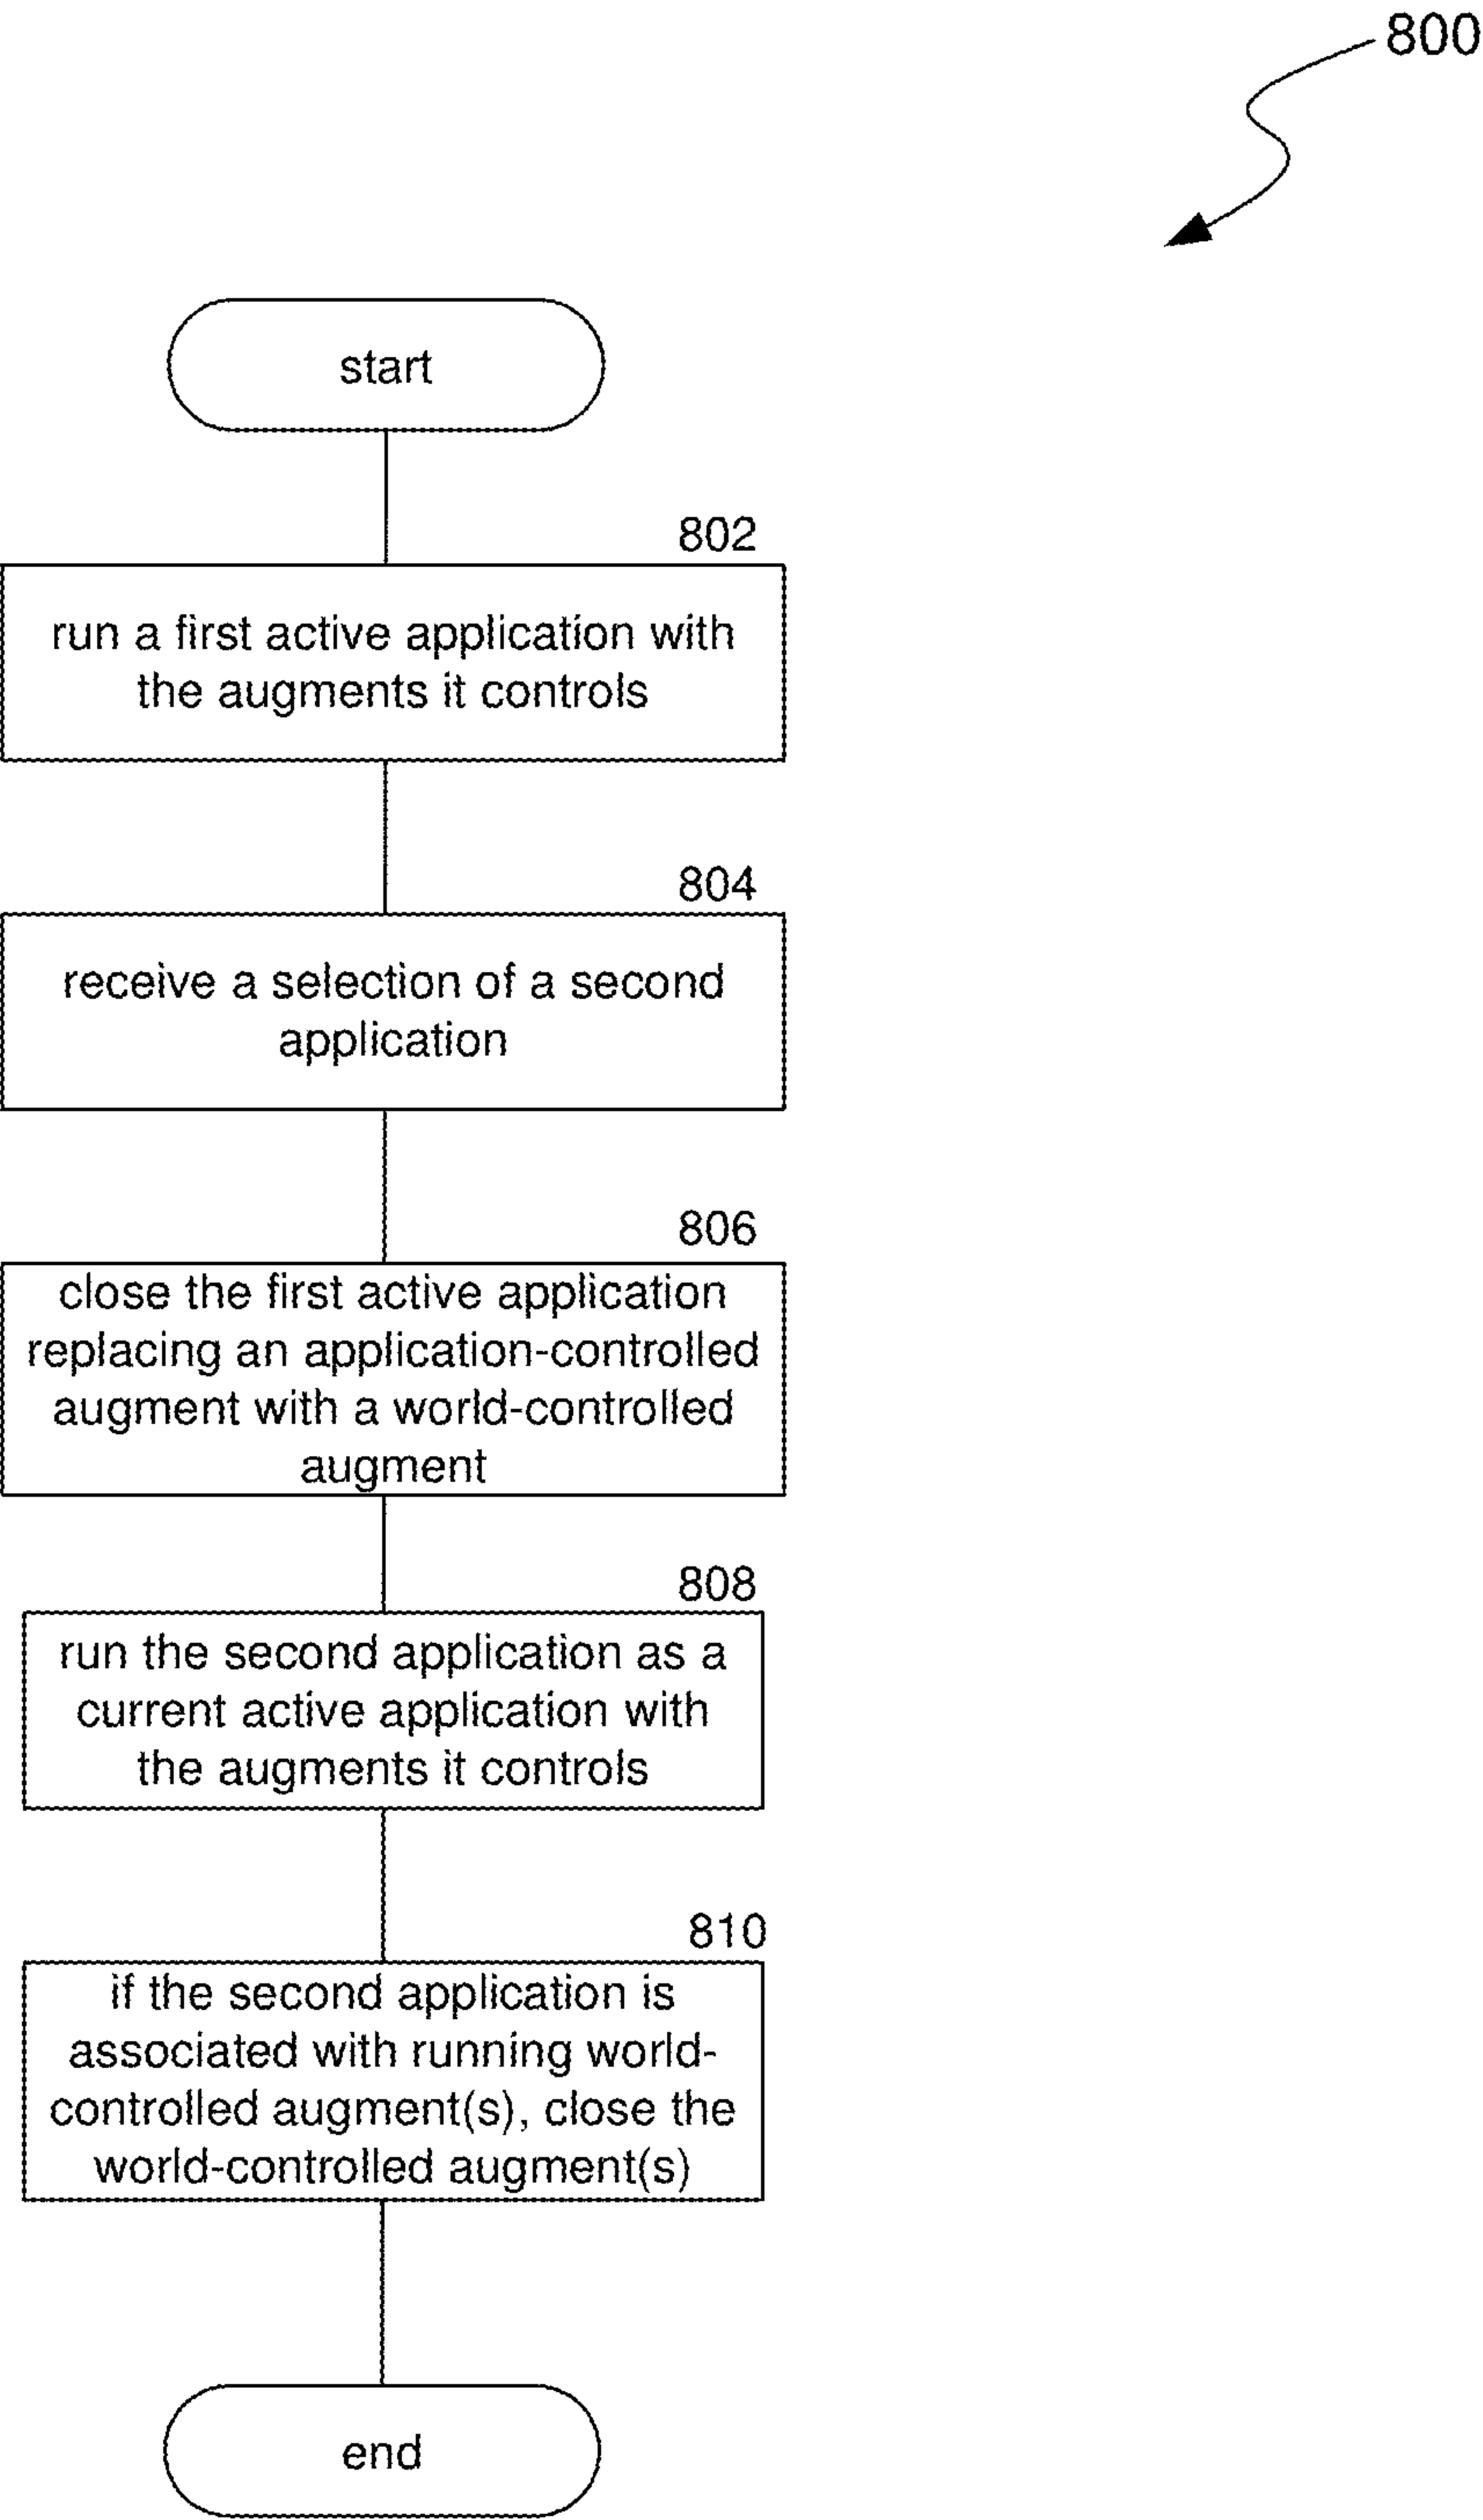 800
start
802
run a first active application with
the augments it controls
804
receive a selection of a second
application
806
close the first active application
replacing an application-controlled
augment with a world-controlled
augment
808
run the second application as a
current active application with
the augments it controls
810
if the second application is
associated with running world-
controlled augment(s), close the
world-controlled augment(s)
end